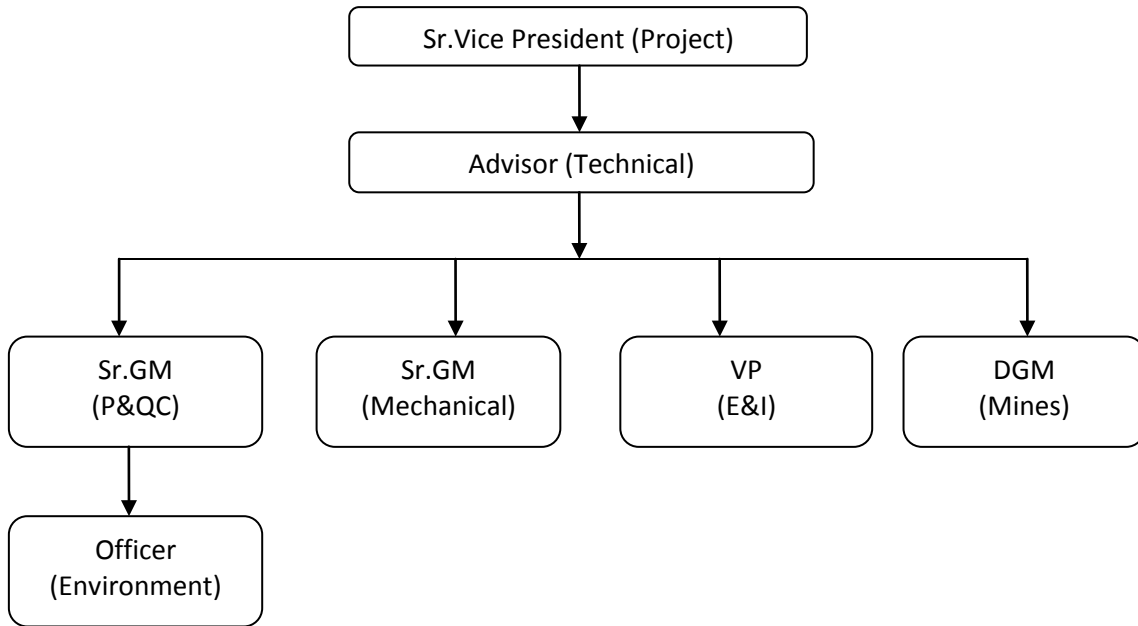 Sr.Vice President (Project)
Advisor (Technical)
Sr.GM
(P&QC)
Sr.GM
(Mechanical)
VP
(E&I)
DGM
(Mines)
Officer
(Environment)